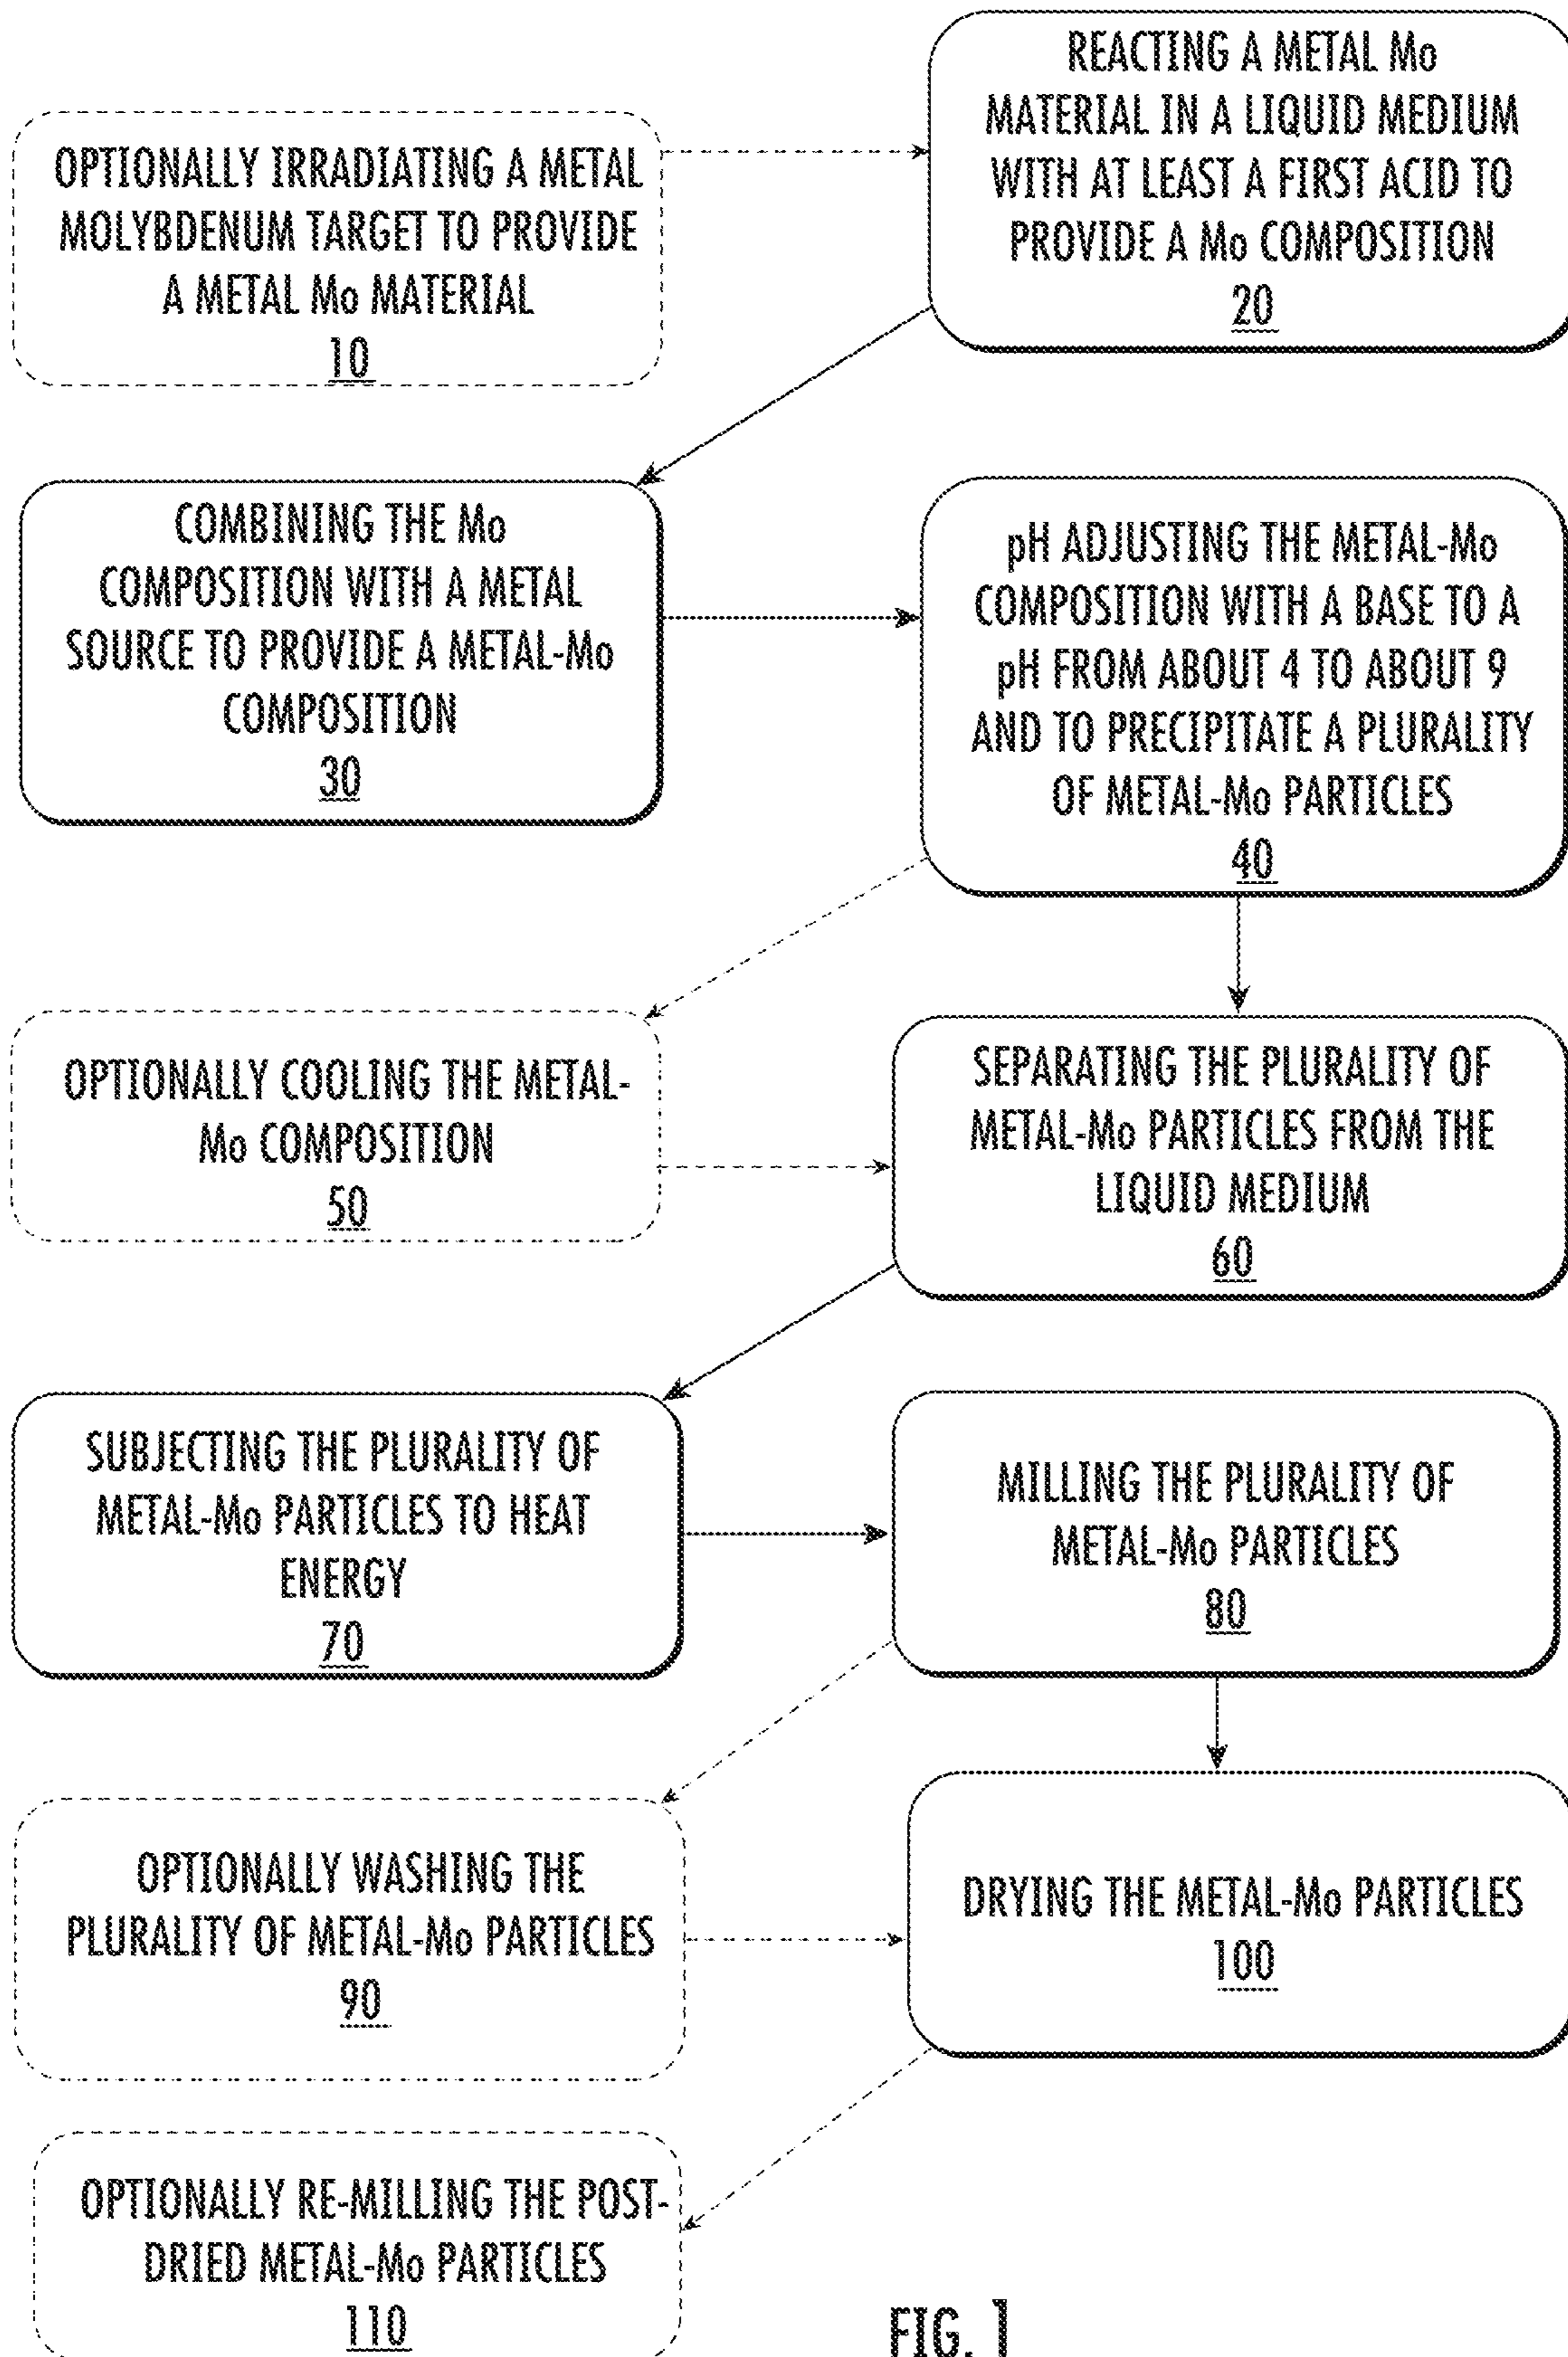 OPTIONALLY IRRADIATING A METAL
MOLYBDENUM TARGET TO PROVIDE
A METAL Mo MATERIAL
10
REACTING A METAL Mo
MATERIAL IN A LIQUID MEDIUM
WITH AT LEAST A FIRST ACID TO
PROVIDE A Mo COMPOSITION
20
COMBINING THE Mo
COMPOSITION WITH A METAL
SOURCE TO PROVIDE A METAL-Mo
COMPOSITION
30
pH ADJUSTING THE METAL-Mo
COMPOSITION WITH A BASE TO A
pH FROM ABOUT 4 TO ABOUT 9
AND TO PRECIPITATE A PLURALITY
OF METAL-Mo PARTICLES
40
OPTIONALLY COOLING THE METAL-
Mo COMPOSITION
50
SEPARATING THE PLURALITY OF
METAL-Mo PARTICLES FROM THE
LIQUID MEDIUM
60
SUBJECTING THE PLURALITY OF
METAL-Mo PARTICLES TO HEAT
ENERGY
70
MILLING THE PLURALITY OF
METAL-Mo PARTICLES
80
OPTIONALLY WASHING THE
PLURALITY OF METAL-Mo PARTICLES
90
DRYING THE METAL-Mo PARTICLES
100
OPTIONALLY RE-MILLING THE POST-
DRIED METAL-Mo PARTICLES
110
FIG. 1